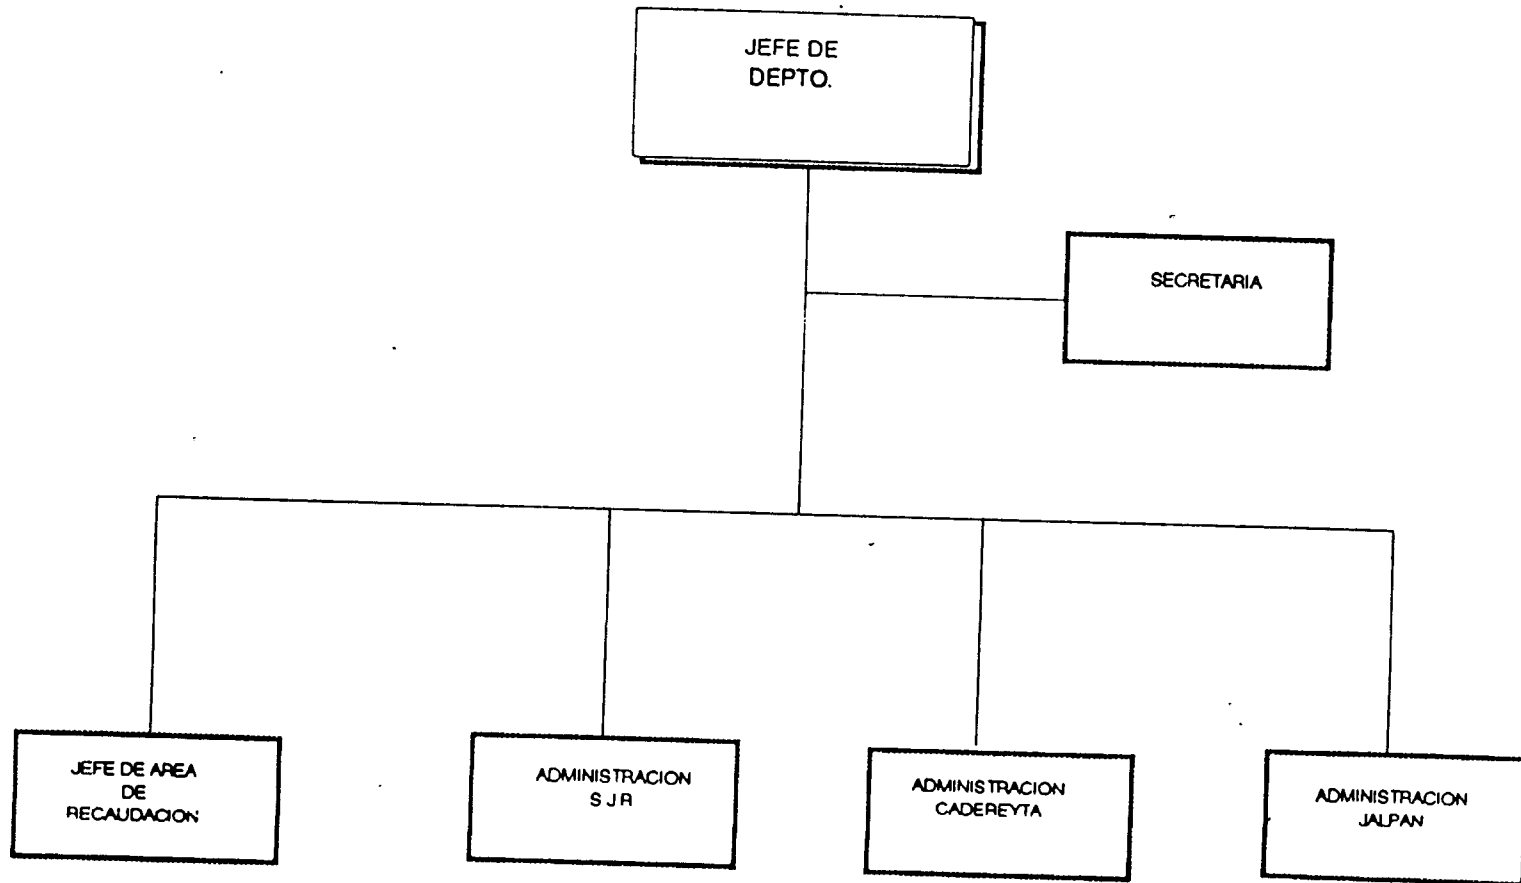 JEFE DE
DEPTO.
SECRETARIA
JEFE DE AREA
DE
RECAUDACION
ADMINISTRACION
S J R
ADMINISTRACION
CADEREYTA
ADMINISTRACION
JALPAN